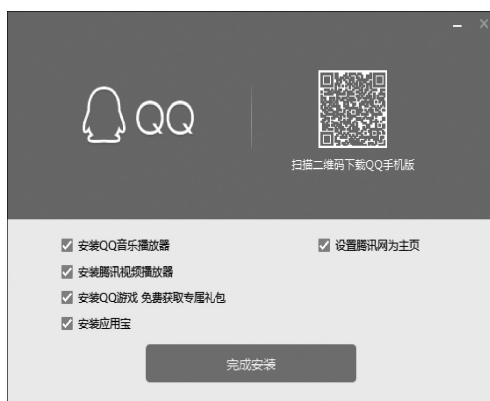 QQ
扫描二维码下载QQ手机版
安装QQ音乐播放器
设置腾讯网为主页
安装腾讯视频播放器
安装QQ游戏 免费获取专属礼包
安装应用宝
完成安装